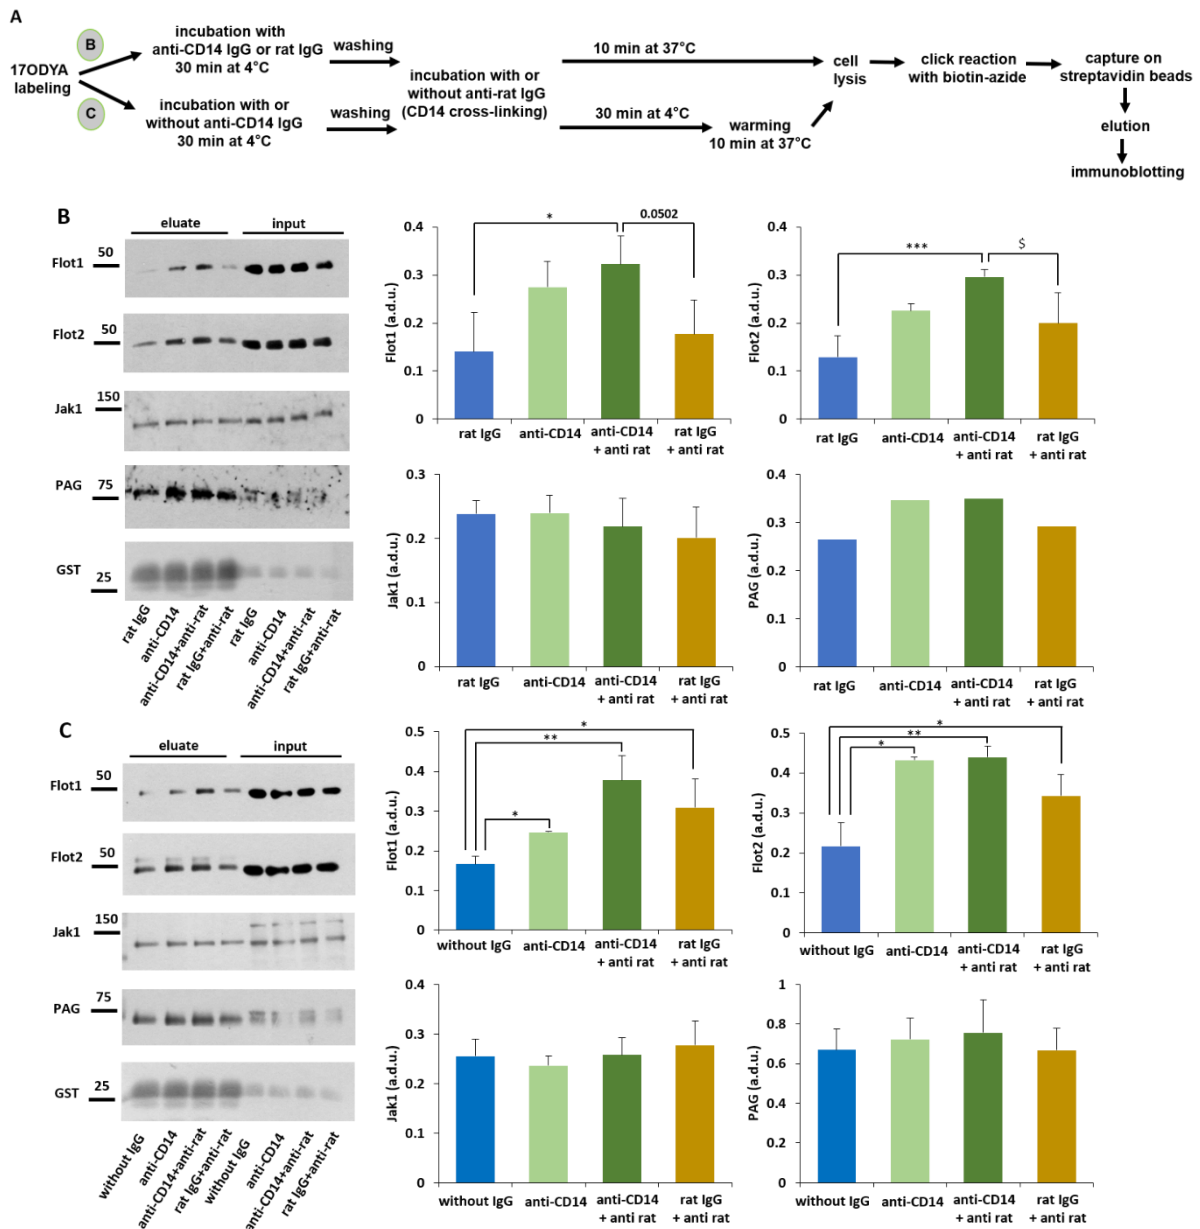 A
17ODYA
labeling
B
C
incubation with
anti-CD14 IgG or rat IgG
30 min at 4°C
incubation with or
without anti-CD14 IgG
30 min at 4°C
washing
washing
incubation with or
without anti-rat IgG
(CD14 cross-linking)
10 min at 37°C
30 min at 4°C
warming
10 min at 37°C
cell
lysis
click reaction
with biotin-azide
capture on
streptavidin beads
elution
immunoblotting
B
eluate input
Flot1 50
Flot2 50
Jak1 150
PAG 75
GST 25
rat IgG
anti-CD14
anti-CD14+anti-rat
rat IgG+anti-rat
rat IgG
anti-CD14
anti-CD14+anti-rat
rat IgG+anti-rat
Flot1 (a.d.u.)
0.4
0.3
0.2
0.1
0
* 0.0502
rat IgG anti-CD14 anti-CD14 rat IgG
+ anti rat + anti rat
Flot2 (a.d.u.)
0.4
0.3
0.2
0.1
0
*** $
rat IgG anti-CD14 anti-CD14 rat IgG
+ anti rat + anti rat
Jak1 (a.d.u.)
0.3
0.2
0.1
0
rat IgG anti-CD14 anti-CD14 rat IgG
+ anti rat + anti rat
PAG (a.d.u.)
0.4
0.3
0.2
0.1
0
rat IgG anti-CD14 anti-CD14 rat IgG
+ anti rat + anti rat
C
eluate input
Flot1 50
Flot2 50
Jak1 150
PAG 75
GST 25
without IgG
anti-CD14
anti-CD14+anti-rat
rat IgG+anti-rat
without IgG
anti-CD14
anti-CD14+anti-rat
rat IgG+anti-rat
Flot1 (a.d.u.)
0.5
0.4
0.3
0.2
0.1
0
*
**
*
without IgG anti-CD14 anti-CD14 rat IgG
+ anti rat + anti rat
Flot2 (a.d.u.)
0.5
0.4
0.3
0.2
0.1
0
*
**
*
without IgG anti-CD14 anti-CD14 rat IgG
+ anti rat + anti rat
Jak1 (a.d.u.)
0.4
0.3
0.2
0.1
0
without IgG anti-CD14 anti-CD14 rat IgG
+ anti rat + anti rat
PAG (a.d.u.)
1
0.8
0.6
0.4
0.2
0
without IgG anti-CD14 anti-CD14 rat IgG
+ anti rat + anti rat